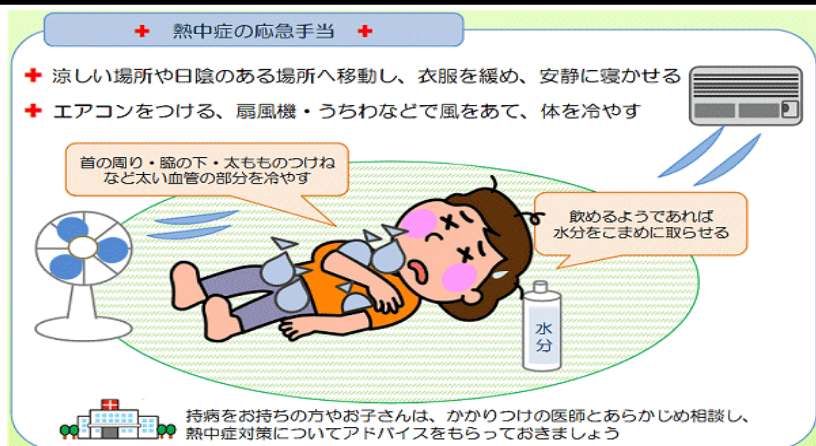 熱中症の応急手当
涼しい場所や日陰のある場所へ移動し、衣服を緩め、安静に寝かせる
エアコンをつける、扇風機・うちわなどで風をあて、体を冷やす
首の周り・脇の下・太もものつけね
など太い血管の部分を冷やす
飲めるようであれば
水分をこまめに取らせる
水
分
持病をお持ちの方やお子さんは、かかりつけの医師とあらかじめ相談し、
熱中症対策についてアドバイスをもらっておきましょう